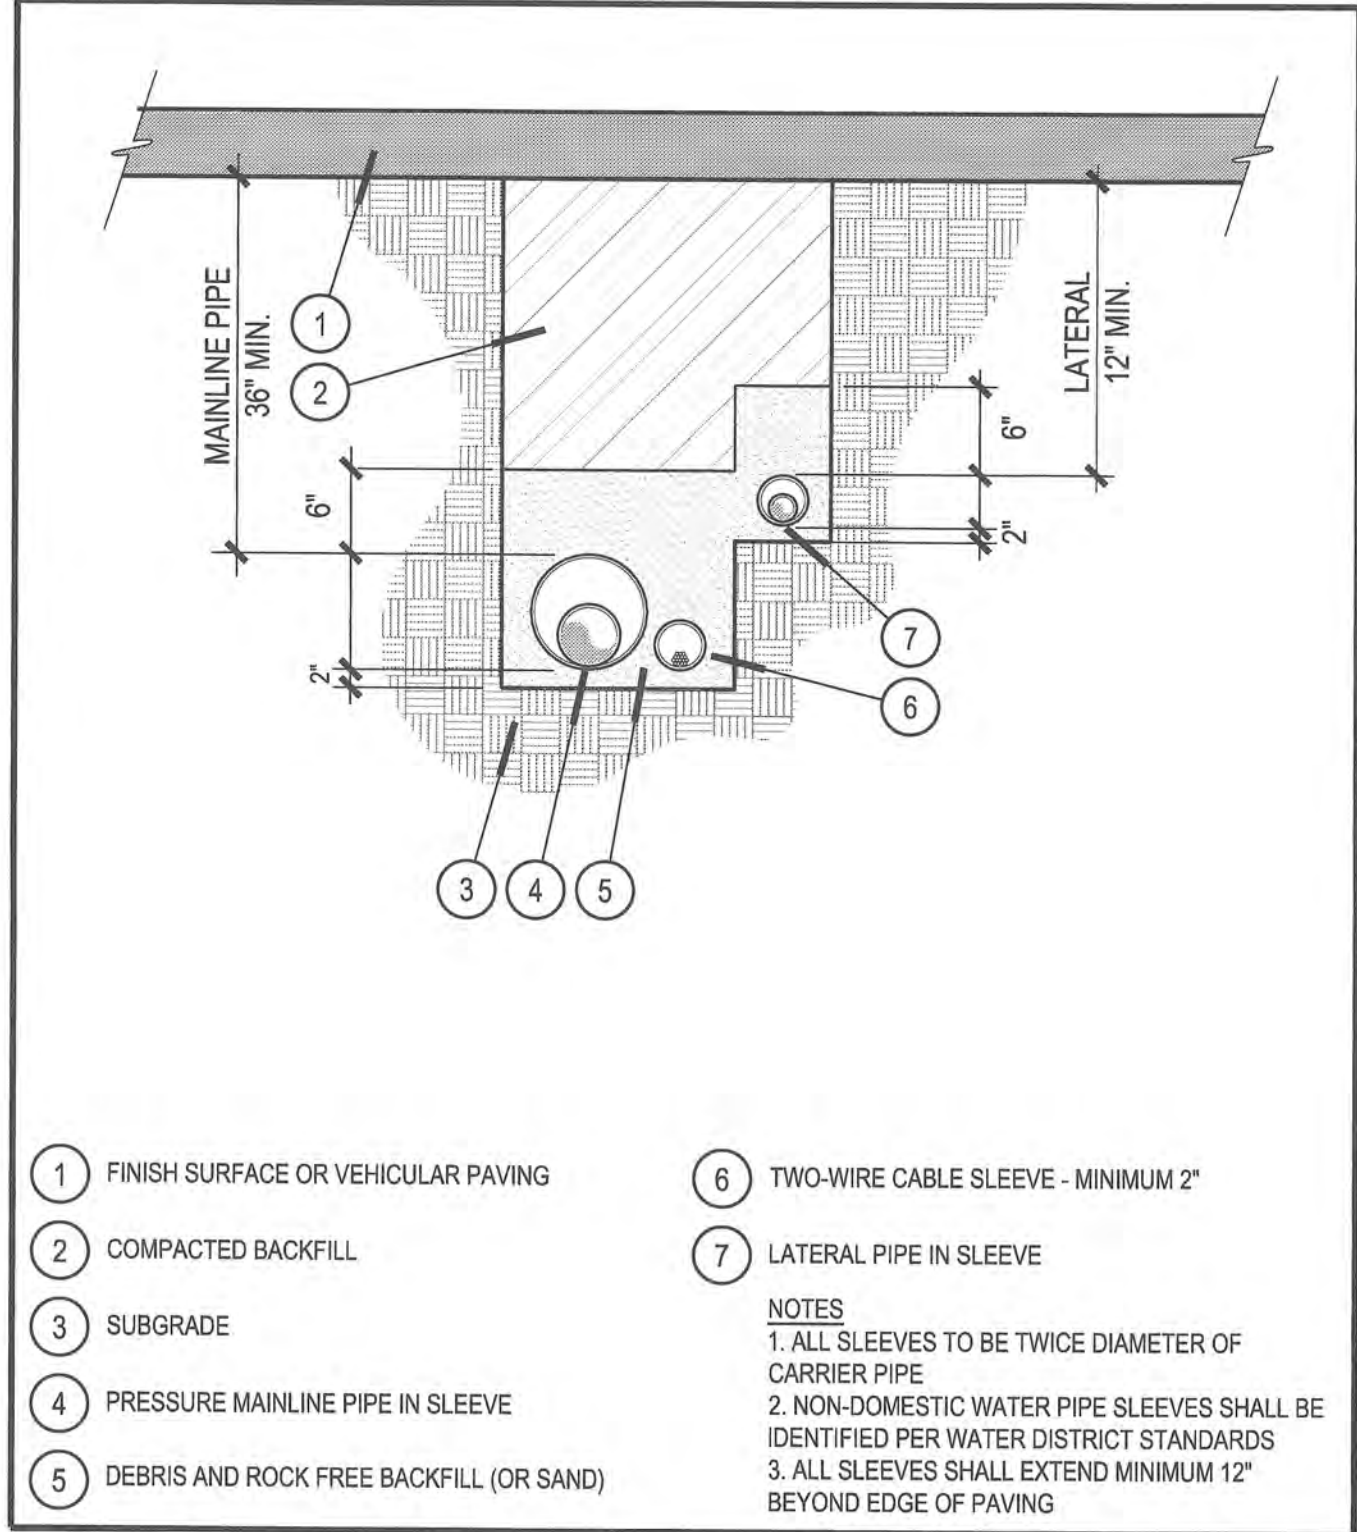 MAINLINE PIPE
36" MIN.
1
2
6"
2"
LATERAL
12" MIN.
6"
2"
7
6
3
4
5
1 FINISH SURFACE OR VEHICULAR PAVING
2 COMPACTED BACKFILL
3 SUBGRADE
4 PRESSURE MAINLINE PIPE IN SLEEVE
5 DEBRIS AND ROCK FREE BACKFILL (OR SAND)
6 TWO-WIRE CABLE SLEEVE - MINIMUM 2"
7 LATERAL PIPE IN SLEEVE
NOTES
1. ALL SLEEVES TO BE TWICE DIAMETER OF
CARRIER PIPE
2. NON-DOMESTIC WATER PIPE SLEEVES SHALL BE
IDENTIFIED PER WATER DISTRICT STANDARDS
3. ALL SLEEVES SHALL EXTEND MINIMUM 12"
BEYOND EDGE OF PAVING